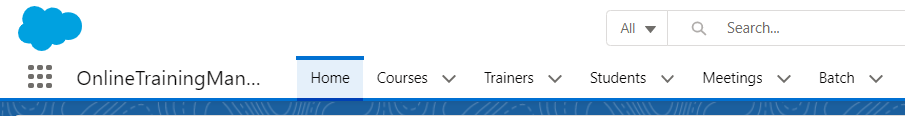 All Search...
OnlineTrainingMan... Home Courses Trainers Students Meetings Batch